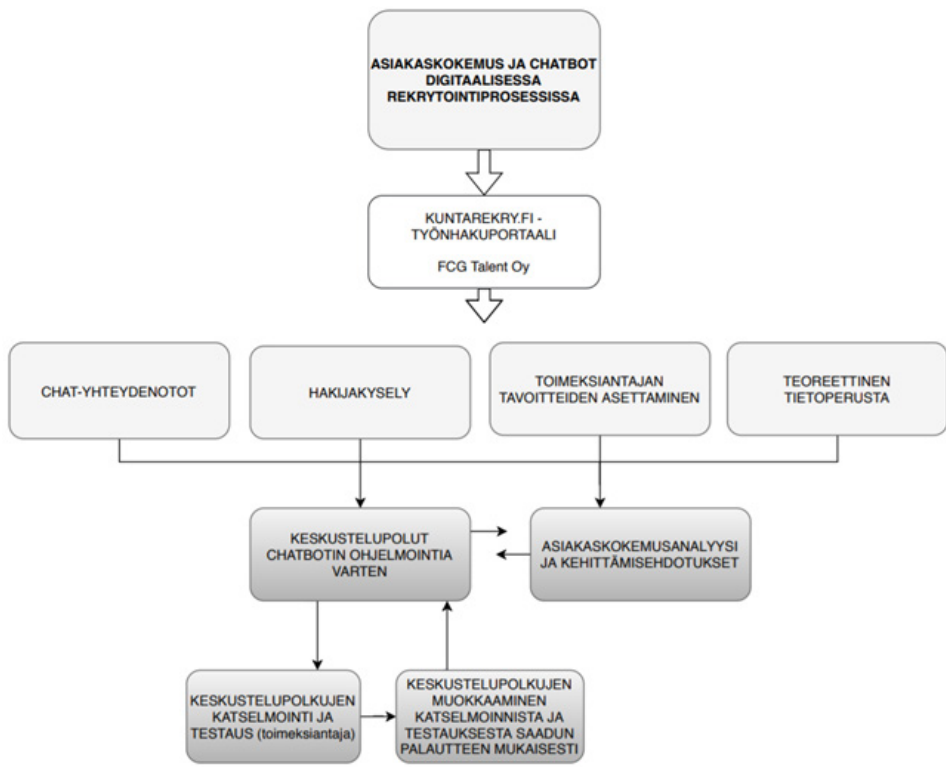 ASIAKASKOKEMUS JA CHATBOT
DIGITAALISESSA
REKRYTOINTIPROSESSISSA
KUNTAREKRY.FI -
TYÖNHAKUPORTAALI
FCG Talent Oy
CHAT-YHTEYDENOTOT
HAKIJAKYSELY
TOIMEKSIANTAJAN
TAVOITTEIDEN ASETTAMINEN
TEOREETTINEN
TIETOPERUSTA
KESKUSTELUPOLUT
CHATBOTIN OHJELMOINTIA
VARTEN
ASIAKASKOKEMUSANALYYSI
JA KEHITTÄMISEHDOTUKSET
KESKUSTELUPOLKUJEN
KATSELMOINTI JA
TESTAUS (toimeksiantaja)
KESKUSTELUPOLKUJEN
MUOKKAAMINEN
KATSELMOINNISTA JA
TESTAUKSESTA SAADUN
PALAUTTEEN MUKAISESTI